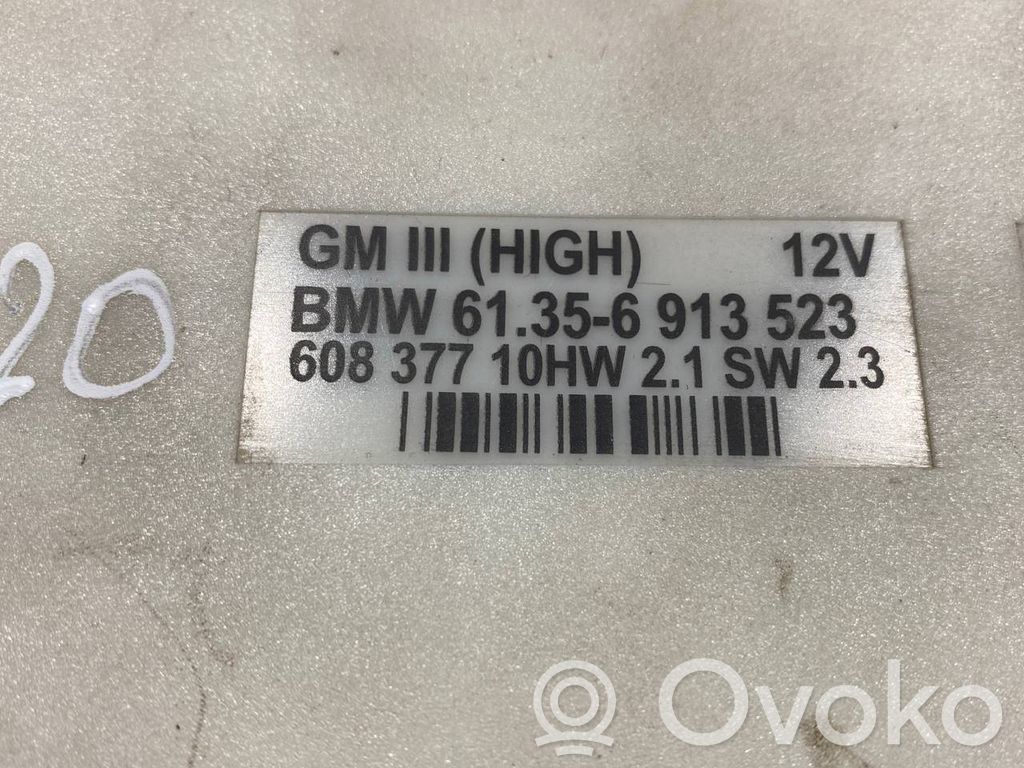 GM III (HIGH) 12V
BMW 61.35-6 913 523
608 377 10HW 2.1 SW 2.3
20
Ovoko